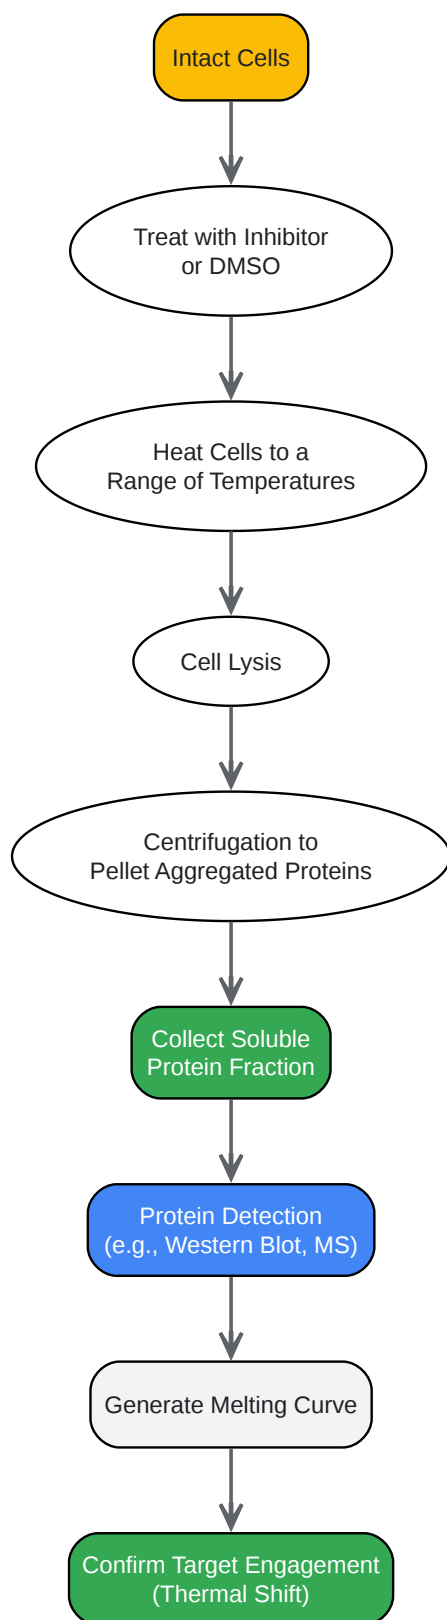 Intact Cells
Treat with Inhibitor
or DMSO
Heat Cells to a
Range of Temperatures
Cell Lysis
Centrifugation to
Pellet Aggregated Proteins
Collect Soluble
Protein Fraction
Protein Detection
(e.g., Western Blot, MS)
Generate Melting Curve
Confirm Target Engagement
(Thermal Shift)